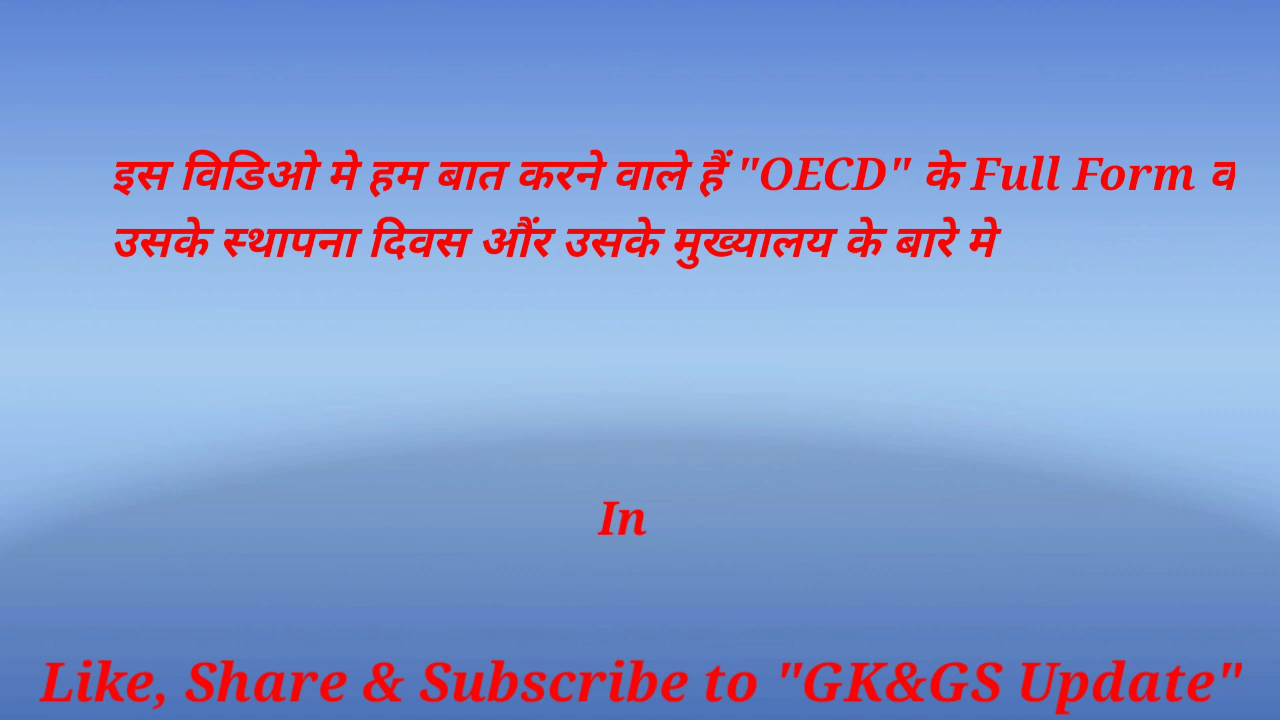 इस विडिओ मे हम बात करने वाले हैं "OECD" के Full Form व
उसके स्थापना दिवस औंर उसके मुख्यालय के बारे मे
In
Like, Share & Subscribe to "GK&GS Update"